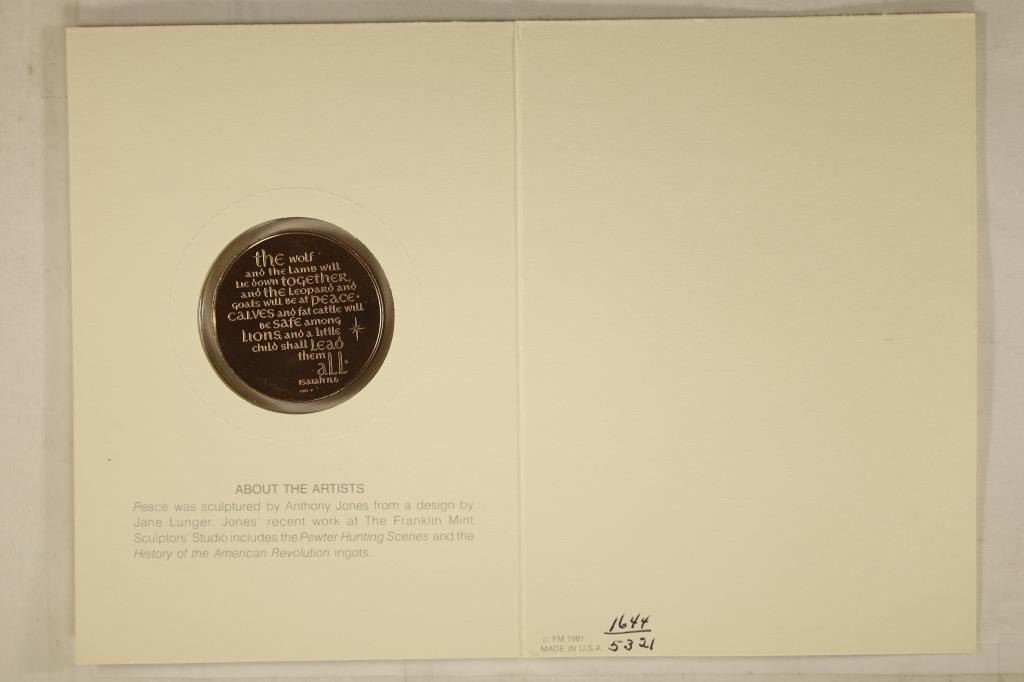 the wolf
and the Lamb will
Lie down together,
and the Leopard and
goats will be at peace.
calves and fat cattle will
be safe among
Lions, and a little
child shall Lead
them
all.
Isaiah 11,6
ABOUT THE ARTISTS
Peace was sculptured by Anthony Jones from a design by
Jane Lunger. Jones' recent work at The Franklin Mint
Sculptors' Studio includes the Pewter Hunting Scenes and the
History of the American Revolution ingots.
© FM 1981
MADE IN U.S.A.
1644
5321